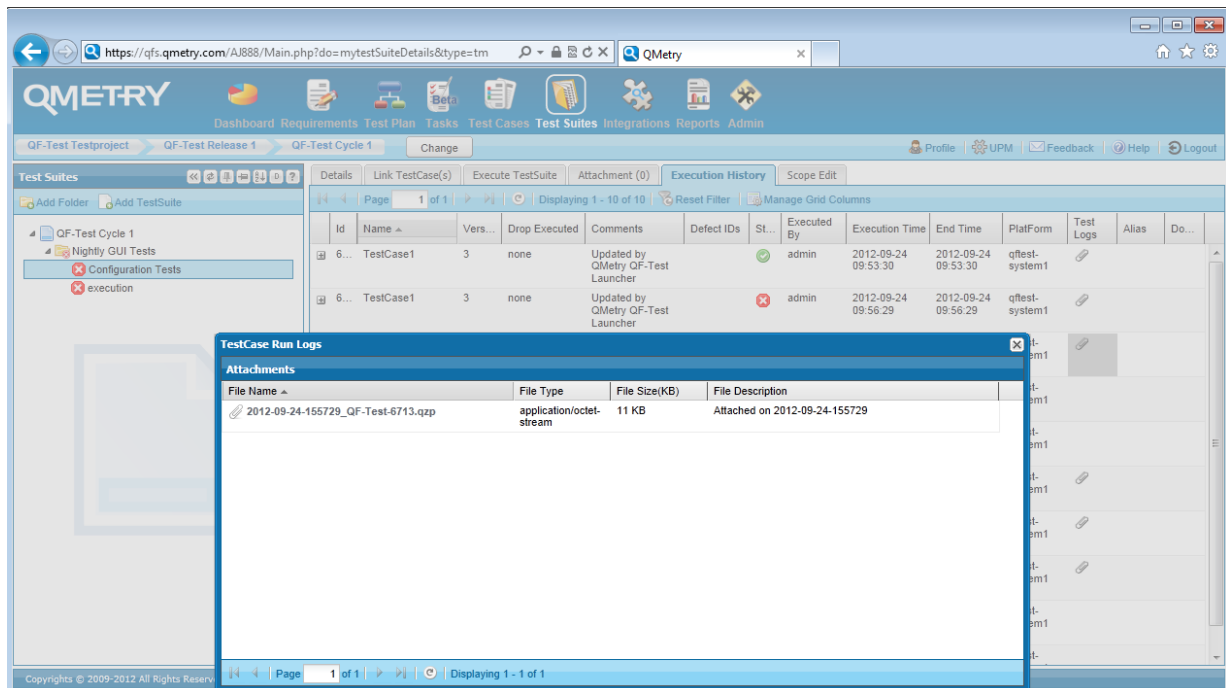 https://qfs.qmetry.com/AJ888/Main.php?do=mytestSuiteDetails&type=tm
QMetry
QMETRY
Dashboard Requirements Test Plan Tasks Test Cases Test Suites Integrations Reports Admin
Beta
QF-Test Testproject QF-Test Release 1 QF-Test Cycle 1 Change Profile UPM Feedback Help Logout
Test Suites
Add Folder Add TestSuite
QF-Test Cycle 1
Nightly GUI Tests
Configuration Tests
execution
Details Link TestCase(s) Execute TestSuite Attachment (0) Execution History Scope Edit
Page 1 of 1 Displaying 1 - 10 of 10 Reset Filter Manage Grid Columns
Id Name Vers... Drop Executed Comments Defect IDs St... Executed By Execution Time End Time PlatForm Test Logs Alias Do...
6... TestCase1 3 none Updated by QMetry QF-Test Launcher admin 2012-09-24 09:53:30 2012-09-24 09:53:30 qftest-system1
6... TestCase1 3 none Updated by QMetry QF-Test Launcher admin 2012-09-24 09:56:29 2012-09-24 09:56:29 qftest-system1
TestCase Run Logs
Attachments
File Name File Type File Size(KB) File Description
2012-09-24-155729_QF-Test-6713.qzp application/octet-stream 11 KB Attached on 2012-09-24-155729
Page 1 of 1 Displaying 1 - 1 of 1
Copyrights © 2009-2012 All Rights Reserv